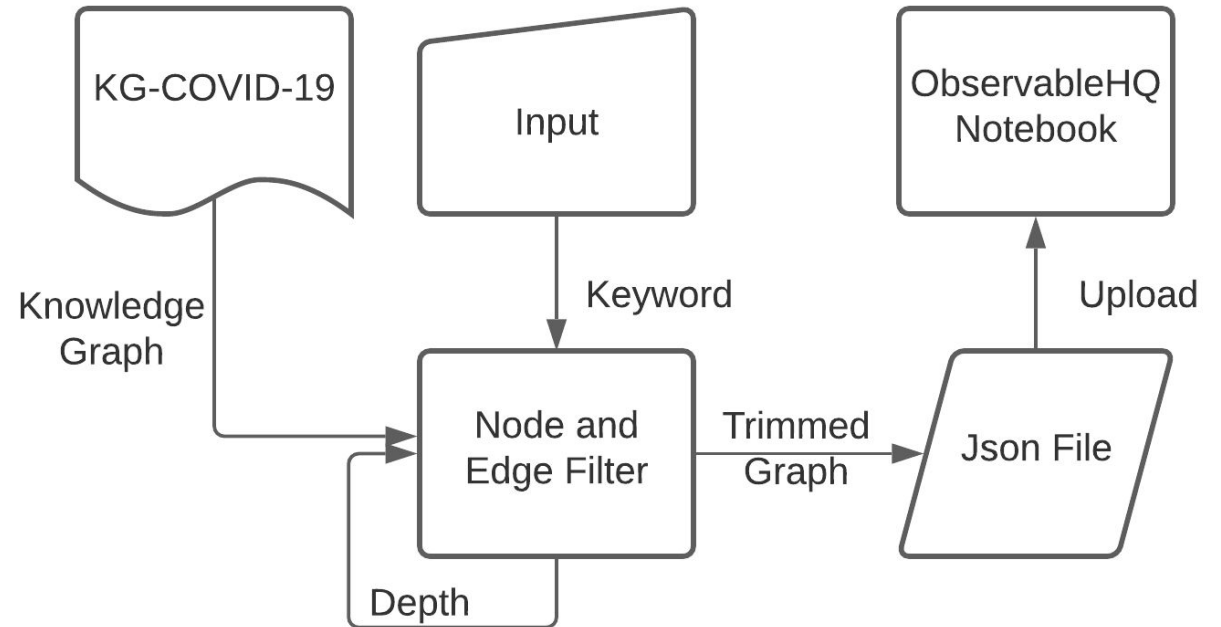 KG-COVID-19
Input
ObservableHQ
Notebook
Knowledge
Graph
Keyword
Upload
Node and
Edge Filter
Trimmed
Graph
Json File
Depth